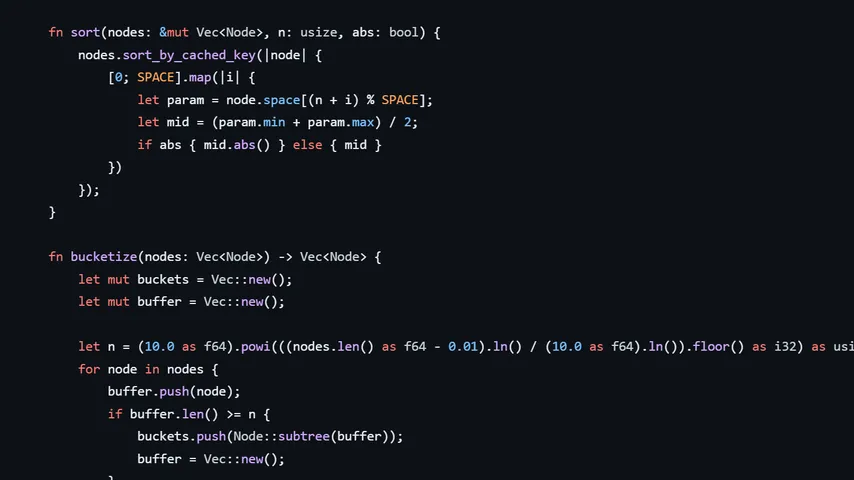 fn sort(nodes: &mut Vec<Node>, n: usize, abs: bool) {
    nodes.sort_by_cached_key(|node| {
        [0; SPACE].map(|i| {
            let param = node.space[(n + i) % SPACE];
            let mid = (param.min + param.max) / 2;
            if abs { mid.abs() } else { mid }
        })
    });
}

fn bucketize(nodes: Vec<Node>) -> Vec<Node> {
    let mut buckets = Vec::new();
    let mut buffer = Vec::new();

    let n = (10.0 as f64).powi(((nodes.len() as f64 - 0.01).ln() / (10.0 as f64).ln()).floor() as i32) as usi
    for node in nodes {
        buffer.push(node);
        if buffer.len() >= n {
            buckets.push(Node::subtree(buffer));
            buffer = Vec::new();